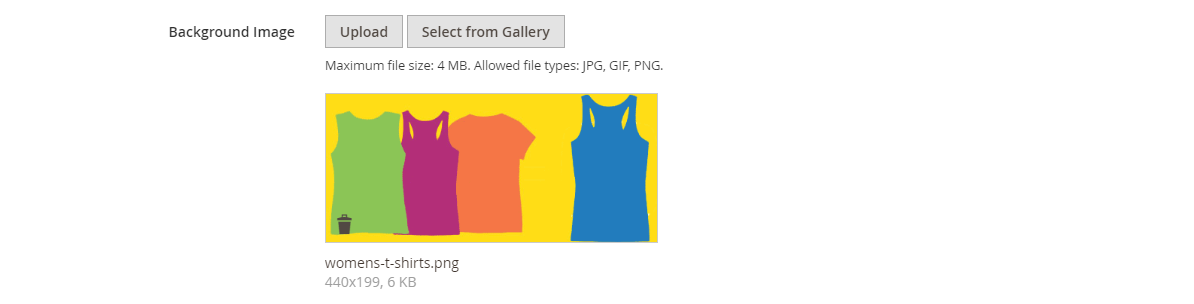 Background Image
Upload
Select from Gallery
Maximum file size: 4 MB. Allowed file types: JPG, GIF, PNG.
womens-t-shirts.png
440x199, 6 KB